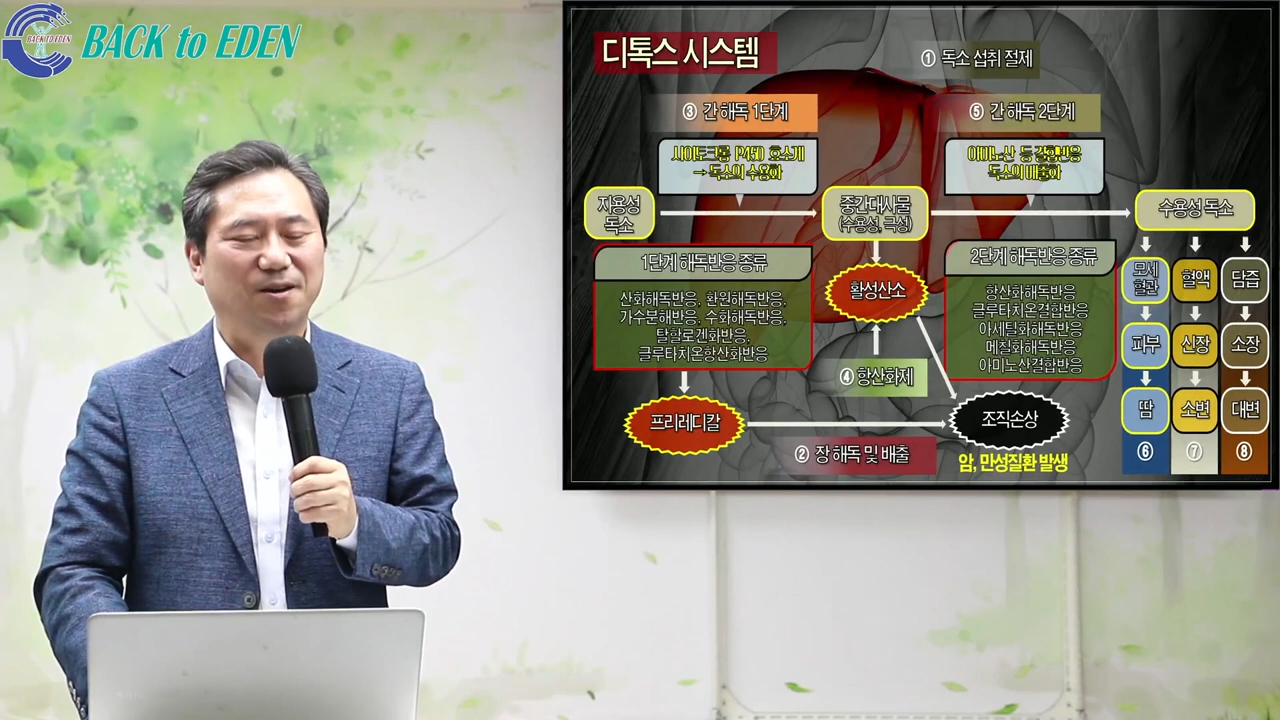 BACK to EDEN
BACK to EDEN
디톡스 시스템
① 독소 섭취 절제
③ 간 해독 1단계
⑤ 간 해독 2단계
사이토크롬 P450 효소계
→ 독소의 수용화
아미노산 등 결합반응
독소의 배출화
지용성
독소
중간대사물
(수용성, 극성)
수용성 독소
1단계 해독반응 종류
산화해독반응, 환원해독반응,
가수분해반응, 수화해독반응,
탈할로겐화반응,
글루타치온항산화반응
활성산소
2단계 해독반응 종류
항산화해독반응
글루타치온결합반응
아세틸화해독반응
메칠화해독반응
아미노산결합반응
모세
혈관
혈액
담즙
피부
신장
소장
땀
소변
대변
⑥
⑦
⑧
④ 항산화제
프리레디칼
조직손상
② 장 해독 및 배출
암, 만성질환 발생